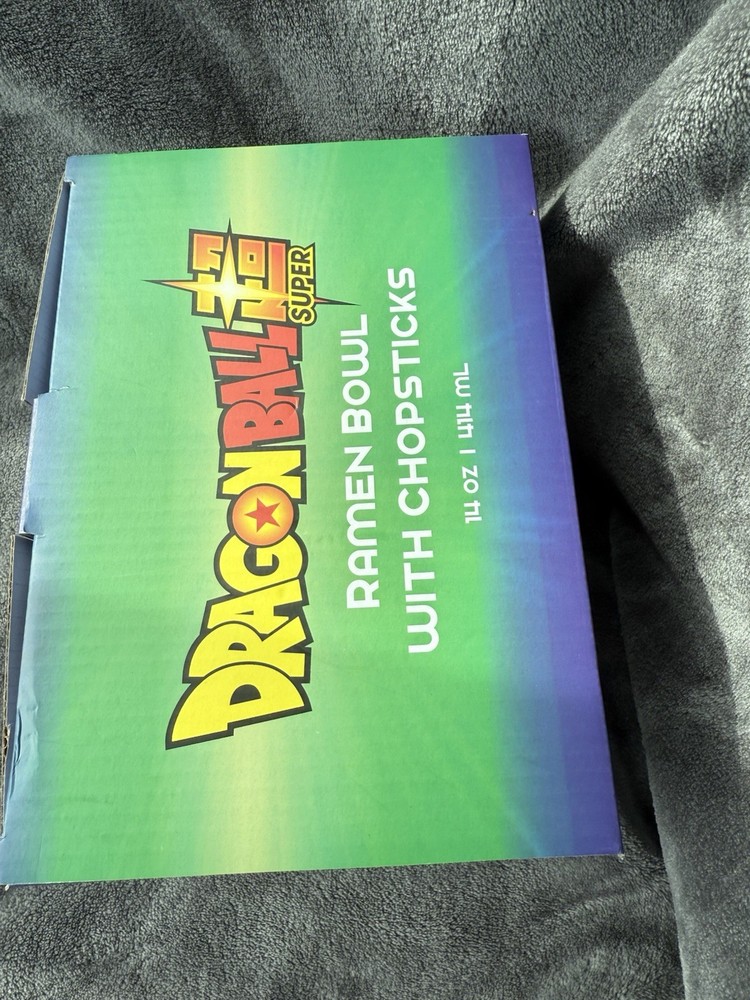 DRAGON BALL 超
SUPER
RAMEN BOWL
WITH CHOPSTICKS
14 OZ | 414 ML